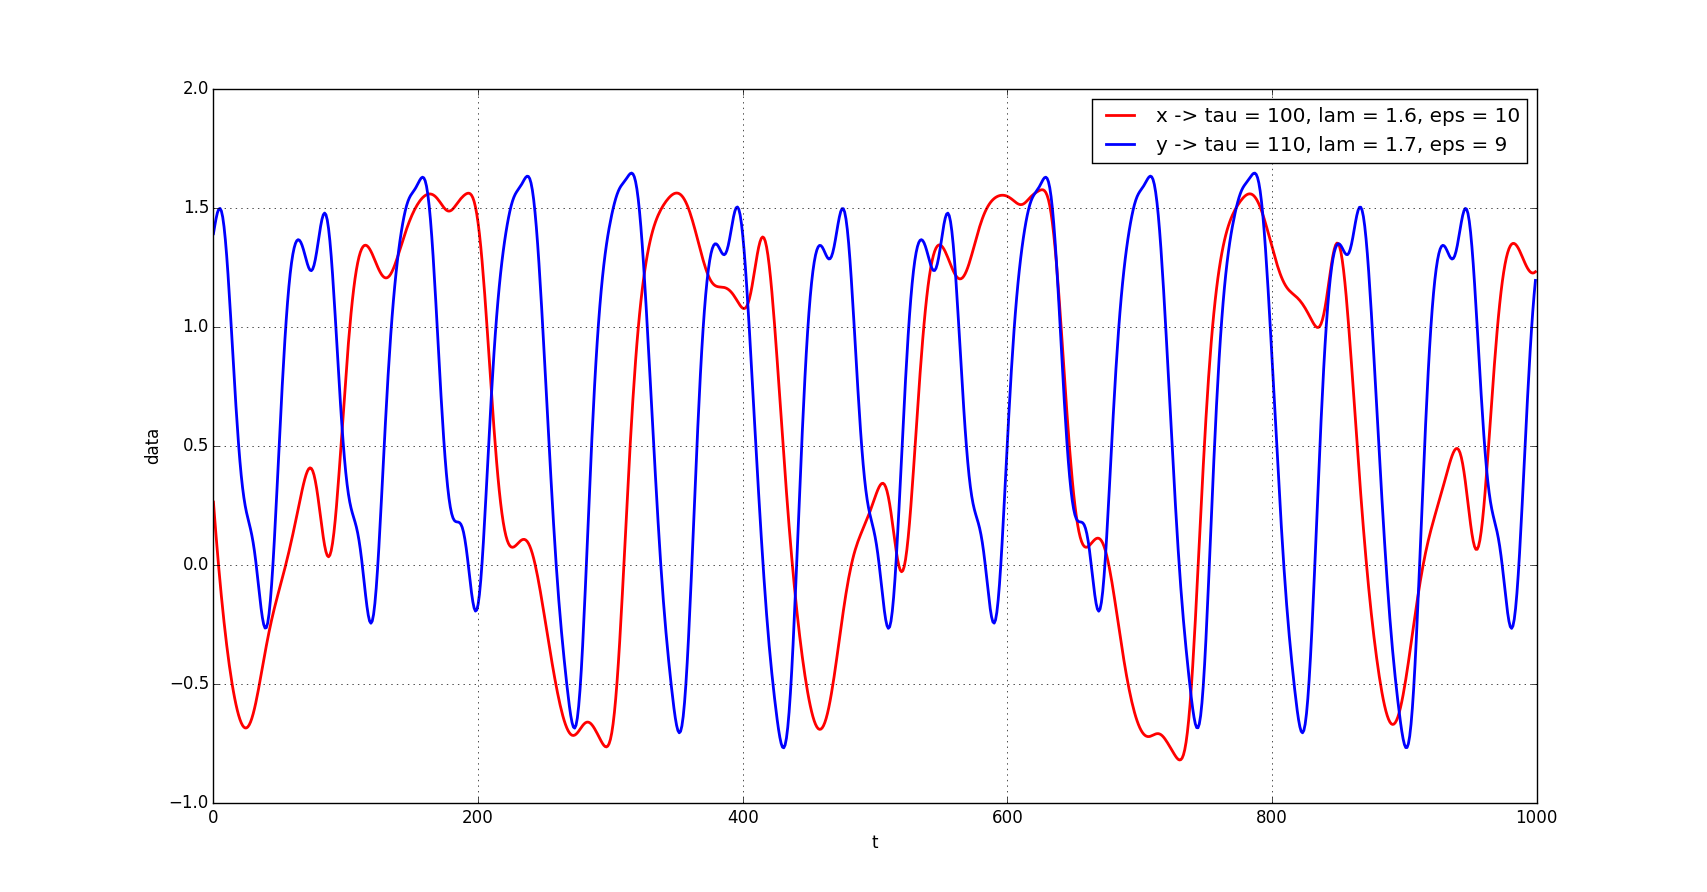 2.0
x -> tau = 100, lam = 1.6, eps = 10
y -> tau = 110, lam = 1.7, eps = 9
1.5
1.0
0.5
0.0
−0.5
−1.0
data
0 200 400 600 800 1000
t